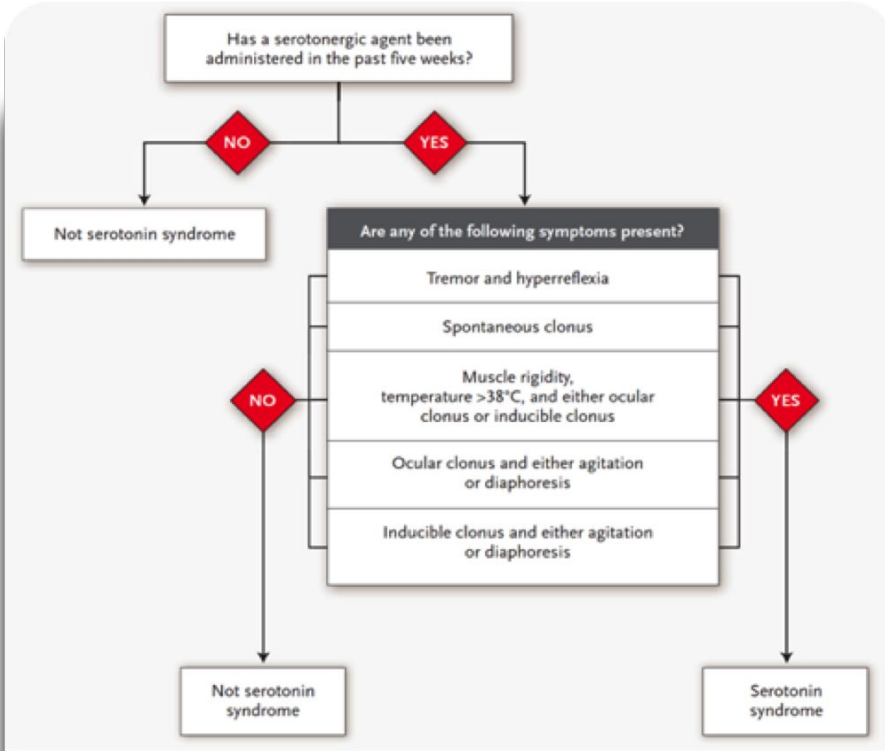 Has a serotonergic agent been
administered in the past five weeks?
NO
YES
Not serotonin syndrome
Are any of the following symptoms present?
Tremor and hyperreflexia
Spontaneous clonus
Muscle rigidity,
temperature >38°C, and either ocular
clonus or inducible clonus
NO
YES
Ocular clonus and either agitation
or diaphoresis
Inducible clonus and either agitation
or diaphoresis
Not serotonin
syndrome
Serotonin
syndrome